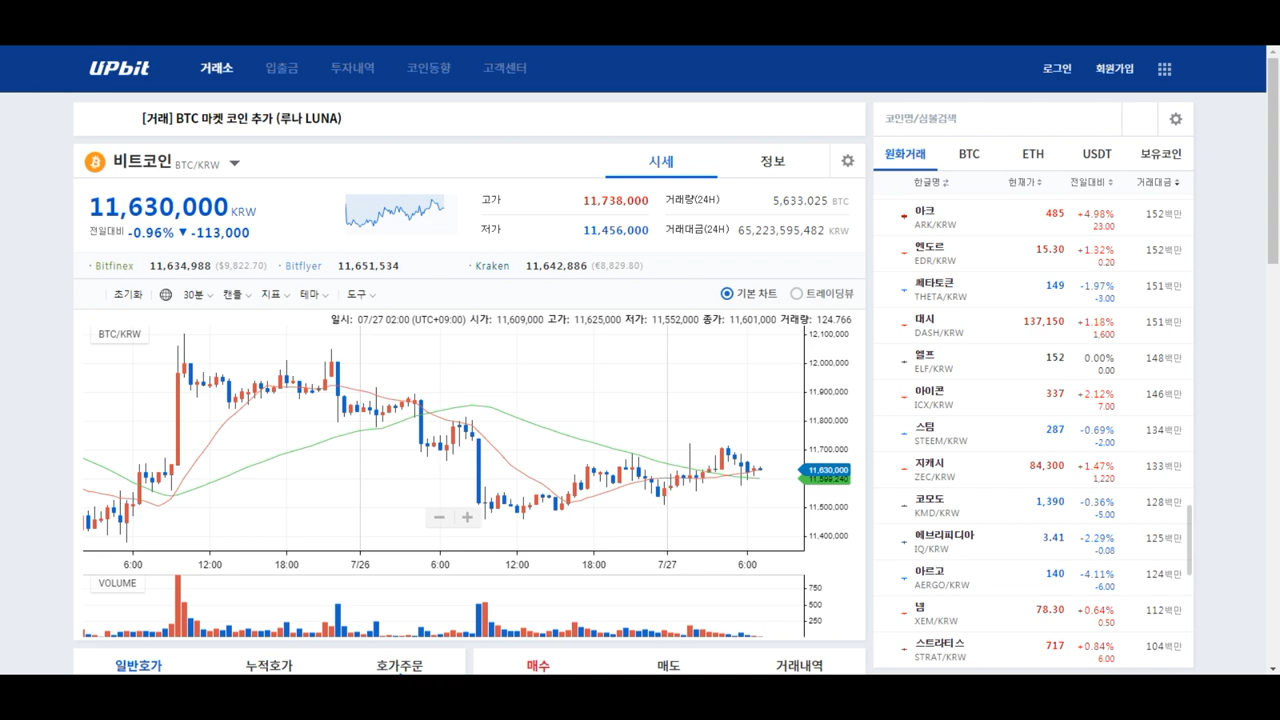 UPbit 거래소 입출금 투자내역 코인동향 고객센터 로그인 회원가입
[거래] BTC 마켓 코인 추가 (루나 LUNA)
비트코인 BTC/KRW 시세 정보
11,630,000 KRW
전일대비 -0.96% ▼ -113,000
고가 11,738,000 거래량(24H) 5,633.025 BTC
저가 11,456,000 거래대금(24H) 65,223,595,482 KRW
· Bitfinex 11,634,988 ($9,822.70) · Bitflyer 11,651,534 · Kraken 11,642,886 (€8,829.80)
초기화 30분 캔들 지표 테마 도구 기본 차트 트레이딩뷰
일시: 07/27 02:00 (UTC+09:00) 시가: 11,609,000 고가: 11,625,000 저가: 11,552,000 종가: 11,601,000 거래량: 124.766
BTC/KRW
12,100,000
12,000,000
11,900,000
11,800,000
11,700,000
11,630,000
11,599,240
11,500,000
11,400,000
6:00 12:00 18:00 7/26 6:00 12:00 18:00 7/27 6:00
VOLUME
750
500
250
일반호가 누적호가 호가주문
매수 매도 거래내역
코인명/심볼검색
원화거래 BTC ETH USDT 보유코인
한글명 현재가 전일대비 거래대금
아크 485 +4.98% 152백만
ARK/KRW 23.00
엔도르 15.30 +1.32% 152백만
EDR/KRW 0.20
쎄타토큰 149 -1.97% 151백만
THETA/KRW -3.00
대시 137,150 +1.18% 151백만
DASH/KRW 1,600
엘프 152 0.00% 148백만
ELF/KRW 0.00
아이콘 337 +2.12% 146백만
ICX/KRW 7.00
스팀 287 -0.69% 134백만
STEEM/KRW -2.00
지캐시 84,300 +1.47% 133백만
ZEC/KRW 1,220
코모도 1,390 -0.36% 128백만
KMD/KRW -5.00
에브리피디아 3.41 -2.29% 125백만
IQ/KRW -0.08
아르고 140 -4.11% 124백만
AERGO/KRW -6.00
넴 78.30 +0.64% 112백만
XEM/KRW 0.50
스트라티스 717 +0.84% 104백만
STRAT/KRW 6.00